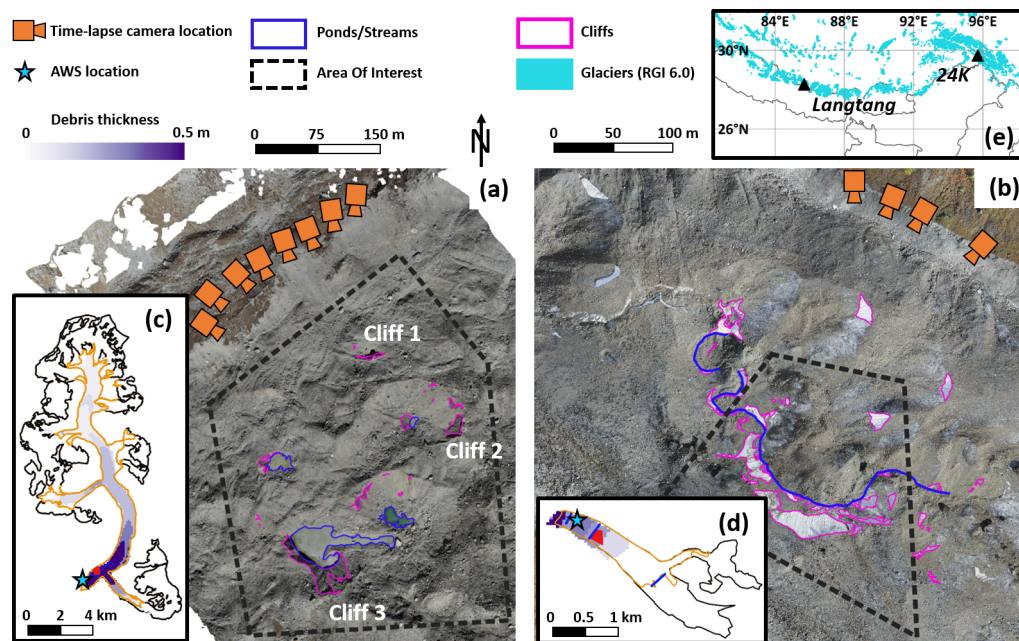 Time-lapse camera location
Ponds/Streams
Cliffs
AWS location
Area Of Interest
Glaciers (RGI 6.0)
Debris thickness
0 0.5 m
0 75 150 m
N
0 50 100 m
84°E 88°E 92°E 96°E
30°N
26°N
24K
Langtang
(e)
(a)
(b)
(c)
Cliff 1
Cliff 2
Cliff 3
0 2 4 km
(d)
0 0.5 1 km